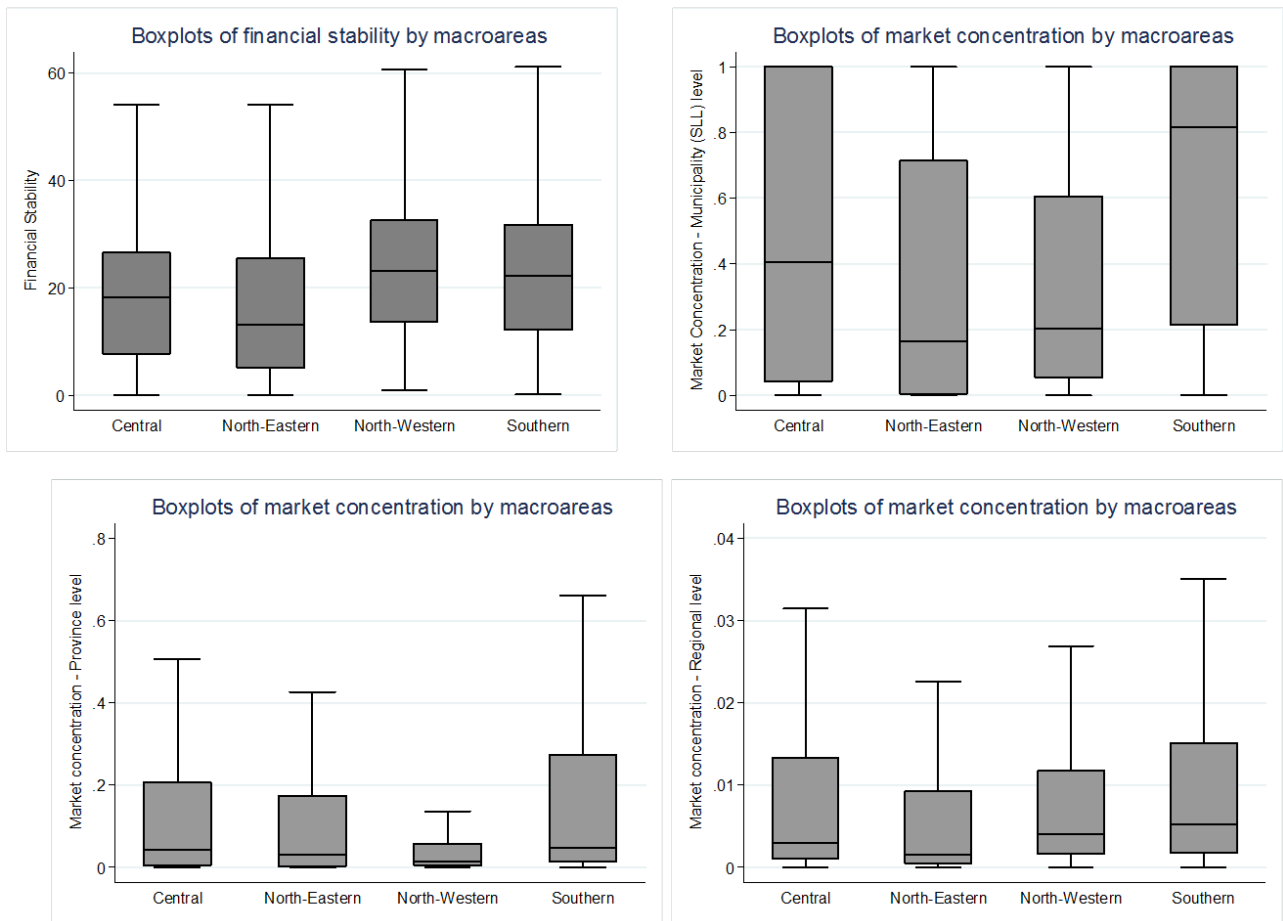 Boxplots of financial stability by macroareas
Financial Stability
60
40
20
0
Central North-Eastern North-Western Southern
Boxplots of market concentration by macroareas
Market Concentration - Municipality (SLL) level
1
.8
.6
.4
.2
0
Central North-Eastern North-Western Southern
Boxplots of market concentration by macroareas
Market concentration - Province level
.8
.6
.4
.2
0
Central North-Eastern North-Western Southern
Boxplots of market concentration by macroareas
Market concentration - Regional level
.04
.03
.02
.01
0
Central North-Eastern North-Western Southern